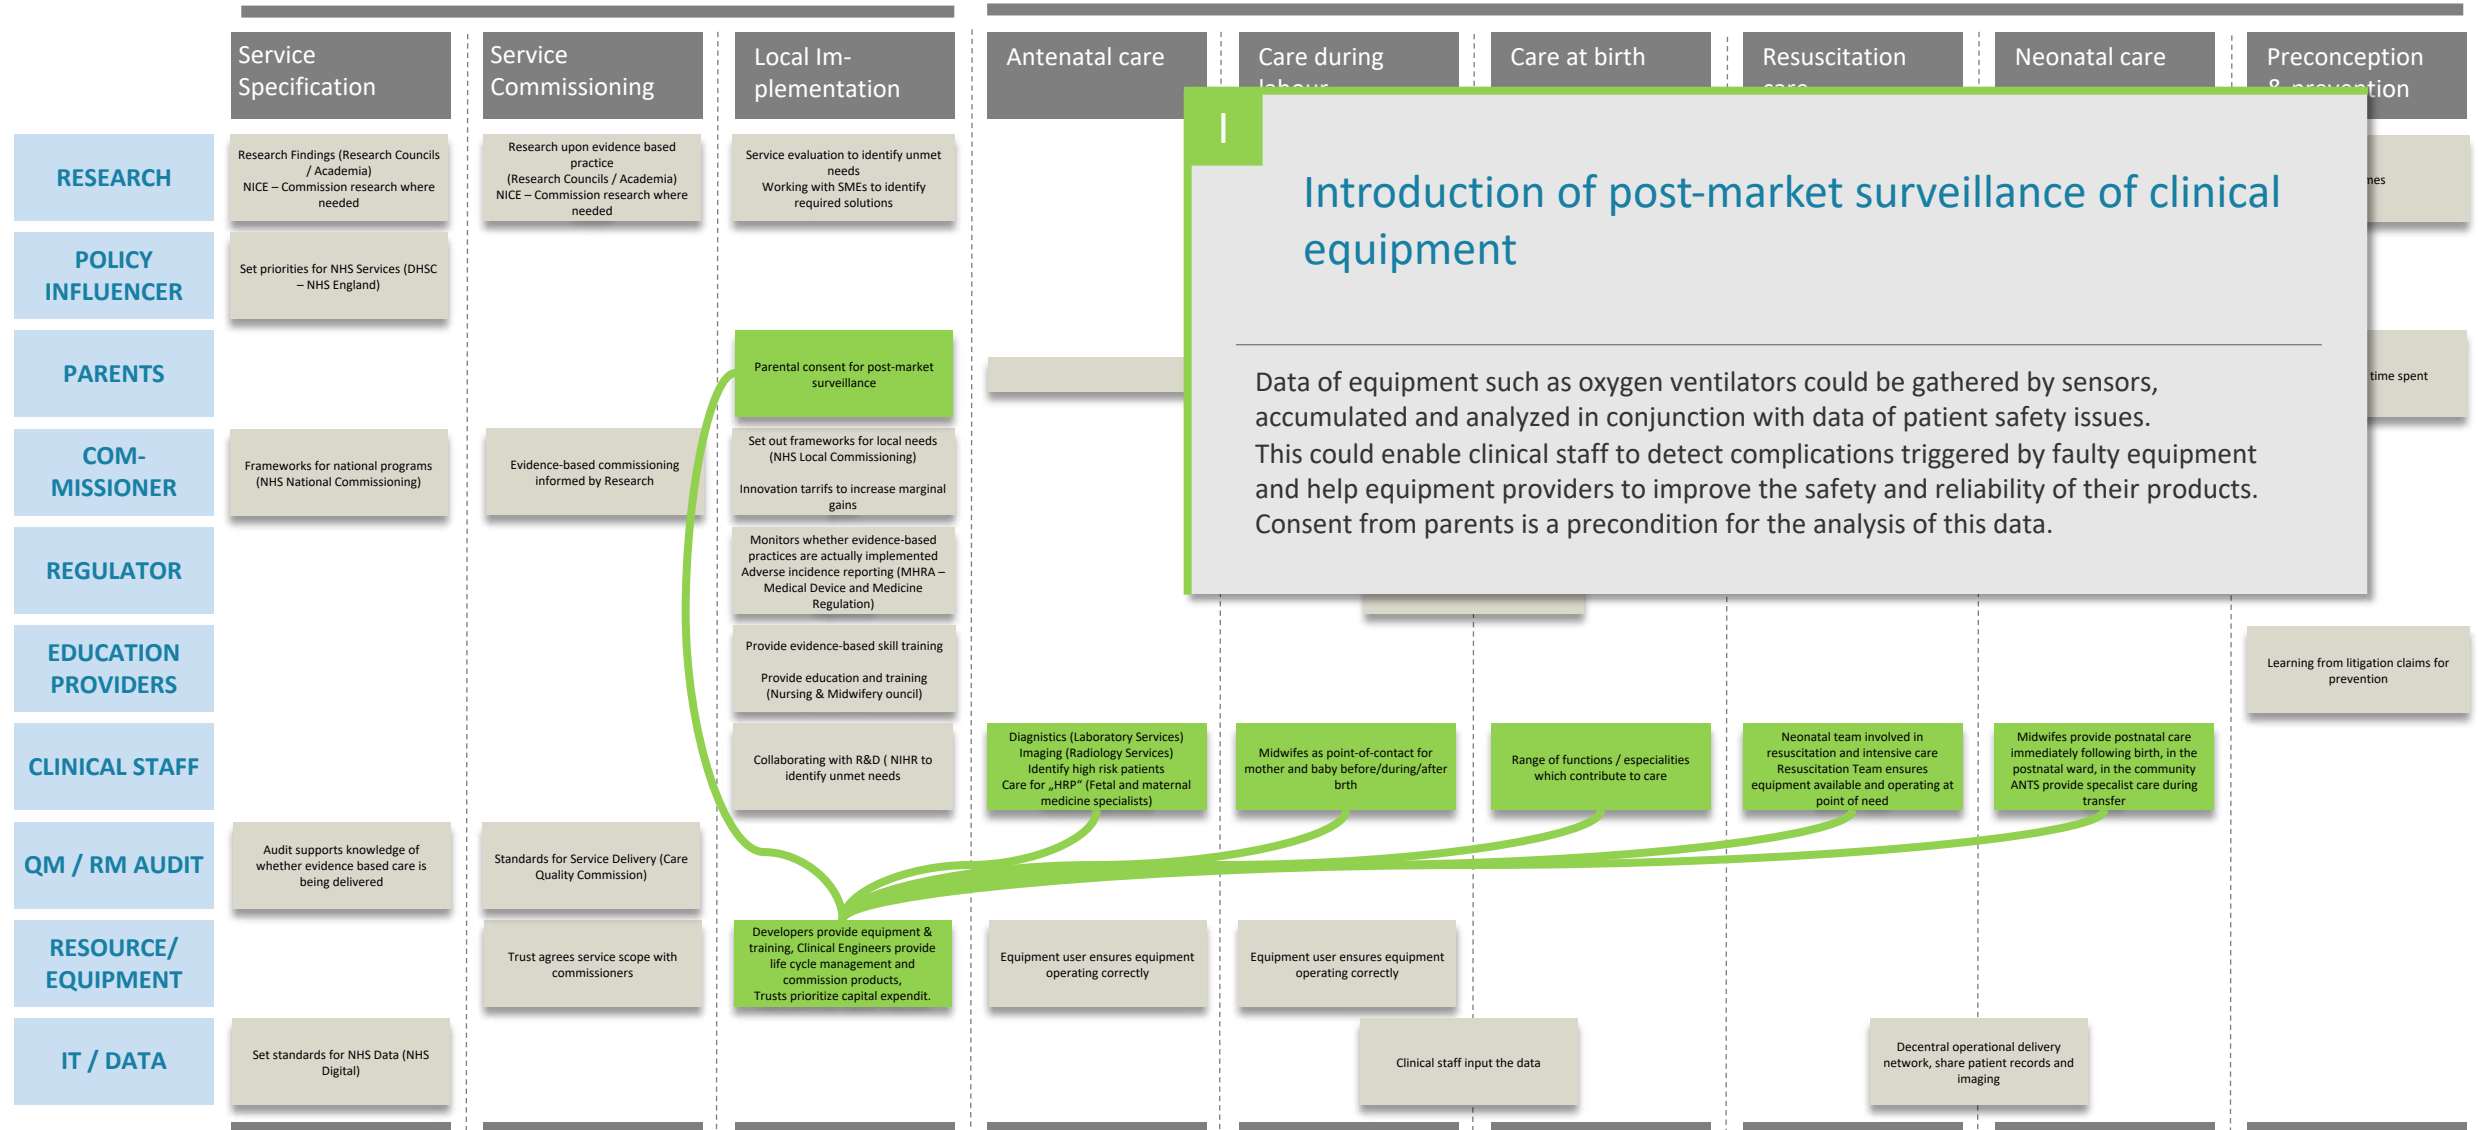 Service
Specification
Service
Commissioning
Local Im-
plementation
Antenatal care
Care during
labour
Care at birth
Resuscitation
care
Neonatal care
Preconception
& prevention
I
Introduction of post-market surveillance of clinical
equipment
Data of equipment such as oxygen ventilators could be gathered by sensors,
accumulated and analyzed in conjunction with data of patient safety issues.
This could enable clinical staff to detect complications triggered by faulty equipment
and help equipment providers to improve the safety and reliability of their products.
Consent from parents is a precondition for the analysis of this data.
RESEARCH
Research Findings (Research Councils
/ Academia)
NICE – Commission research where
needed
Research upon evidence based
practice
(Research Councils / Academia)
NICE – Commission research where
needed
Service evaluation to identify unmet
needs
Working with SMEs to identify
required solutions
POLICY
INFLUENCER
Set priorities for NHS Services (DHSC
– NHS England)
PARENTS
Parental consent for post-market
surveillance
time spent
COM-
MISSIONER
Frameworks for national programs
(NHS National Commissioning)
Evidence-based commissioning
informed by Research
Set out frameworks for local needs
(NHS Local Commissioning)
Innovation tarrifs to increase marginal
gains
REGULATOR
Monitors whether evidence-based
practices are actually implemented
Adverse incidence reporting (MHRA –
Medical Device and Medicine
Regulation)
EDUCATION
PROVIDERS
Provide evidence-based skill training
Provide education and training
(Nursing & Midwifery ouncil)
Learning from litigation claims for
prevention
CLINICAL STAFF
Collaborating with R&D ( NIHR to
identify unmet needs
Diagnostics (Laboratory Services)
Imaging (Radiology Services)
Identify high risk patients
Care for „HRP“ (Fetal and maternal
medicine specialists)
Midwifes as point-of-contact for
mother and baby before/during/after
brth
Range of functions / especialities
which contribute to care
Neonatal team involved in
resuscitation and intensive care
Resuscitation Team ensures
equipment available and operating at
point of need
Midwifes provide postnatal care
immediately following birth, in the
postnatal ward, in the community
ANTS provide specalist care during
transfer
QM / RM AUDIT
Audit supports knowledge of
whether evidence based care is
being delivered
Standards for Service Delivery (Care
Quality Commission)
RESOURCE/
EQUIPMENT
Trust agrees service scope with
commissioners
Developers provide equipment &
training, Clinical Engineers provide
life cycle management and
commission products,
Trusts prioritize capital expendit.
Equipment user ensures equipment
operating correctly
Equipment user ensures equipment
operating correctly
IT / DATA
Set standards for NHS Data (NHS
Digital)
Clinical staff input the data
Decentral operational delivery
network, share patient records and
imaging